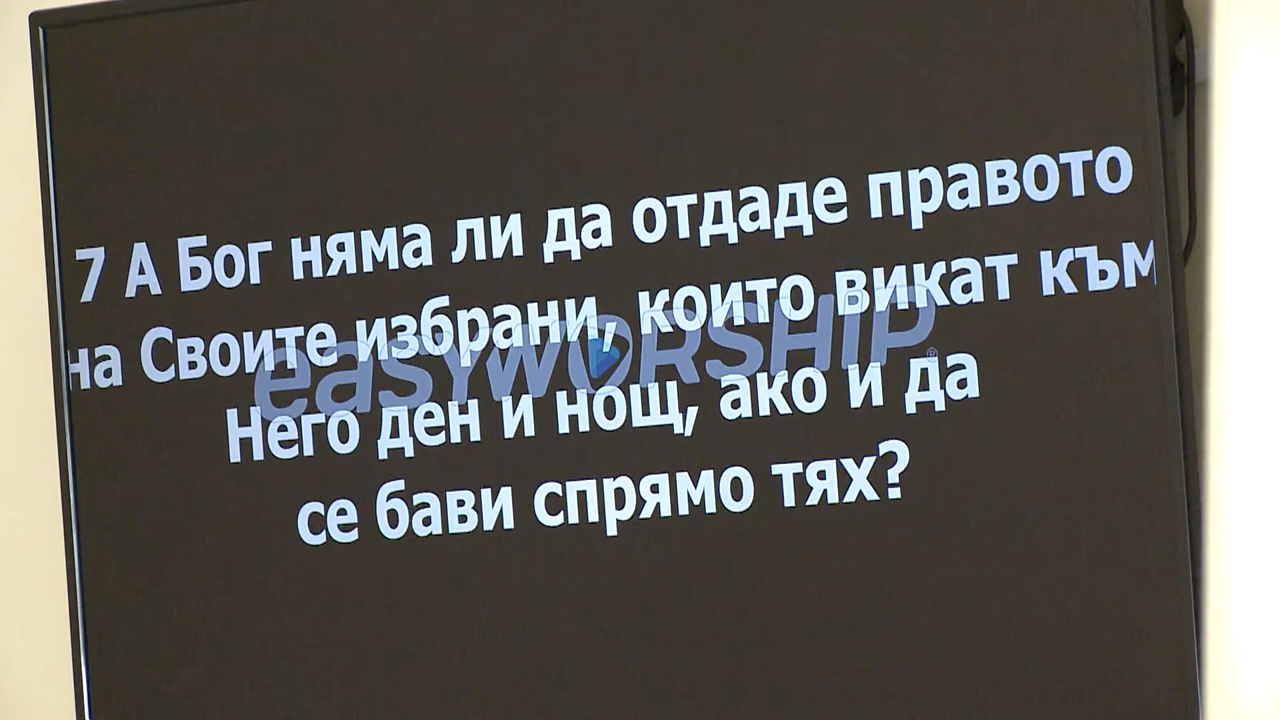 7 А Бог няма ли да отдаде правото
на Своите избрани, които викат към
easyworship®
Него ден и нощ, ако и да
се бави спрямо тях?